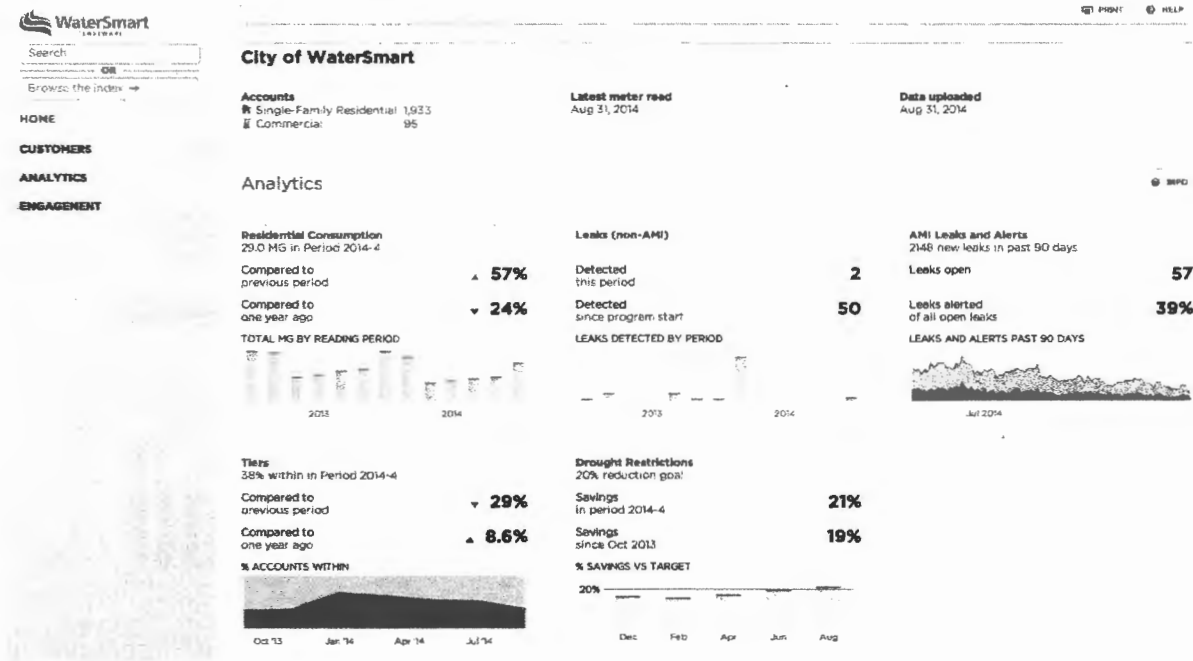 PRINT
HELP
WaterSmart
SOFTWARE
Search
OR
Browse the index →
HOME
CUSTOMERS
ANALYTICS
ENGAGEMENT
City of WaterSmart
Accounts
Single-Family Residential 1,933
Commercial 95
Latest meter read
Aug 31, 2014
Data uploaded
Aug 31, 2014
Analytics
Residential Consumption
29.0 MG in Period 2014-4
Compared to
previous period
▲ 57%
Compared to
one year ago
▼ 24%
TOTAL MG BY READING PERIOD
2013 2014
Leaks (non-AMI)
Detected
this period
2
Detected
since program start
50
LEAKS DETECTED BY PERIOD
2013 2014
AMI Leaks and Alerts
2148 new leaks in past 90 days
Leaks open
57
Leaks alerted
of all open leaks
39%
LEAKS AND ALERTS PAST 90 DAYS
Jul 2014
Tiers
38% within in Period 2014-4
Compared to
previous period
▼ 29%
Compared to
one year ago
▲ 8.6%
% ACCOUNTS WITHIN
Oct '13 Jan '14 Apr '14 Jul '14
Drought Restrictions
20% reduction goal
Savings
in period 2014-4
21%
Savings
since Oct 2013
19%
% SAVINGS VS TARGET
20%
Dec Feb Apr Jun Aug